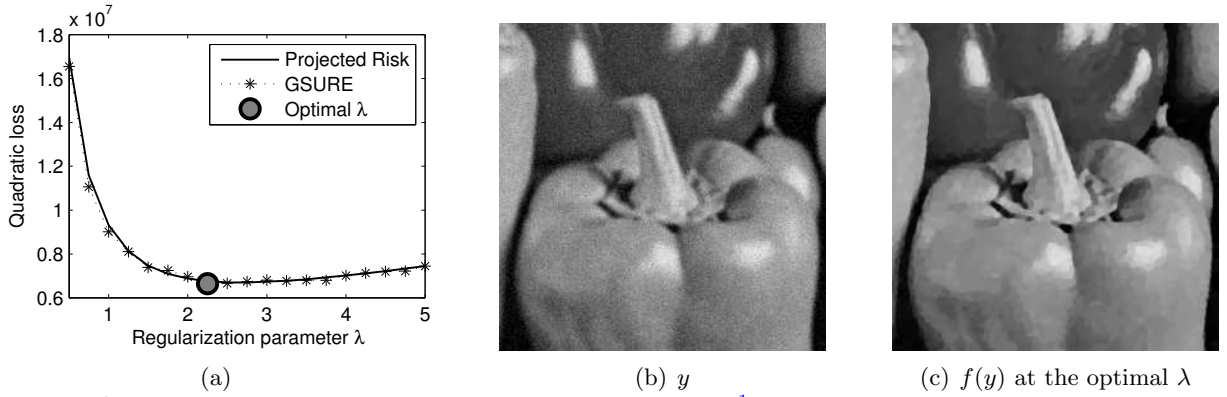 x 10^7
1.8
1.6
1.4
1.2
1
0.8
0.6
Quadratic loss
Projected Risk
GSURE
Optimal λ
1 2 3 4 5
Regularization parameter λ
(a)
(b) y
(c) f(y) at the optimal λ